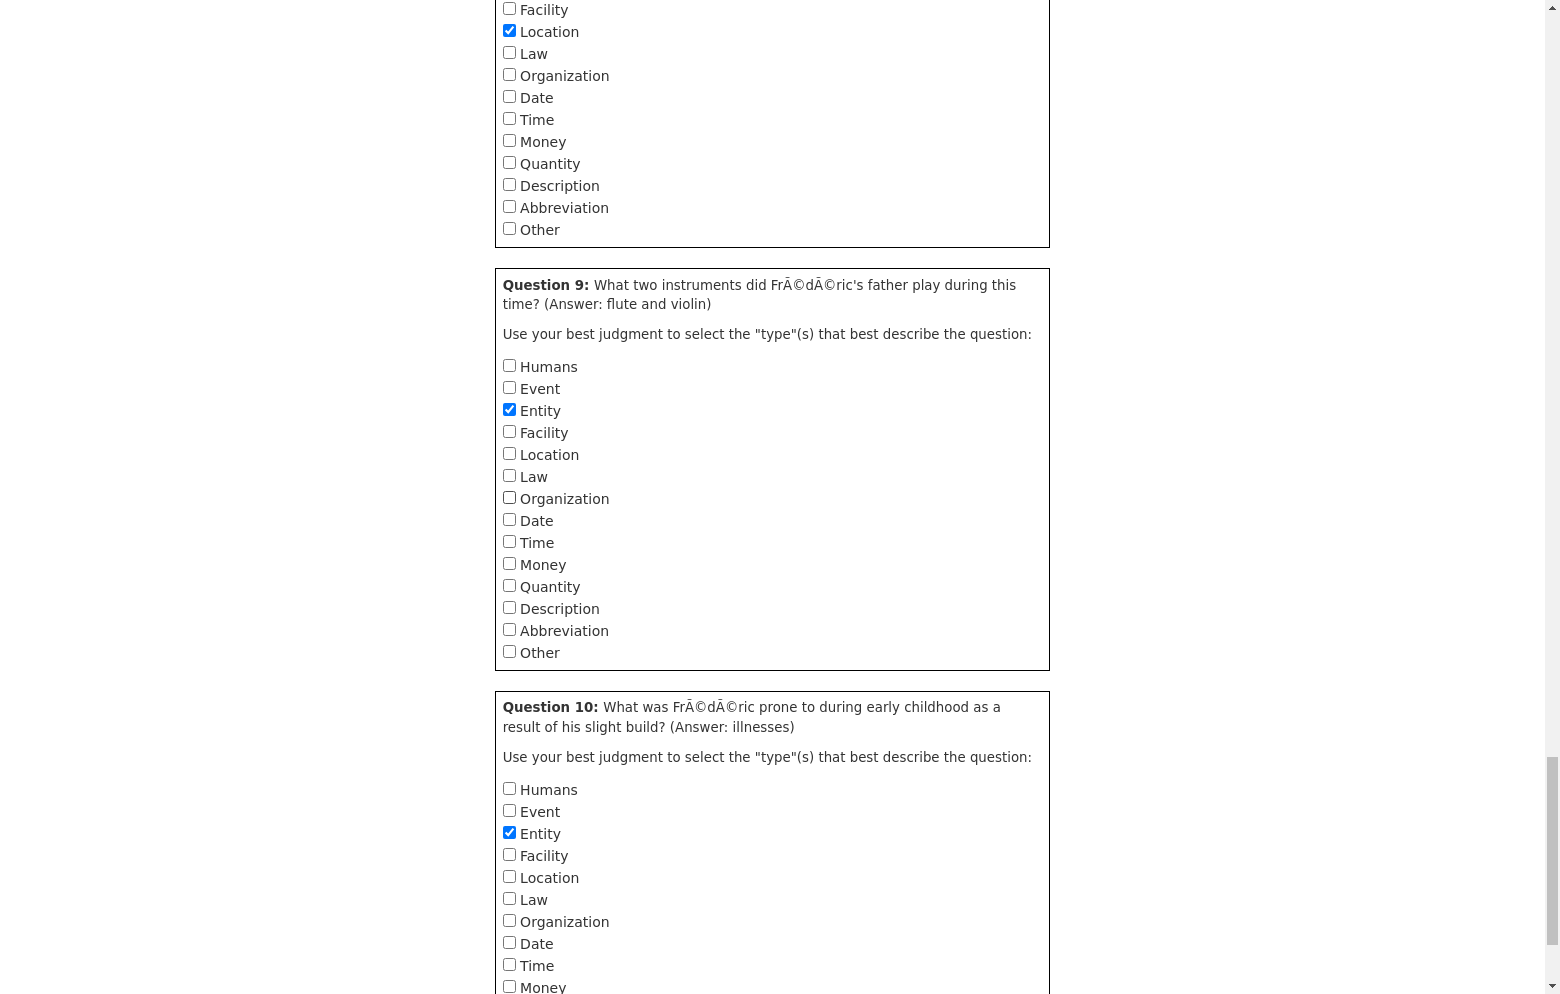 Facility
Location
Law
Organization
Date
Time
Money
Quantity
Description
Abbreviation
Other
Question 9: What two instruments did FrÃ©dÃ©ric's father play during this
time? (Answer: flute and violin)
Use your best judgment to select the "type"(s) that best describe the question:
Humans
Event
Entity
Facility
Location
Law
Organization
Date
Time
Money
Quantity
Description
Abbreviation
Other
Question 10: What was FrÃ©dÃ©ric prone to during early childhood as a
result of his slight build? (Answer: illnesses)
Use your best judgment to select the "type"(s) that best describe the question:
Humans
Event
Entity
Facility
Location
Law
Organization
Date
Time
Money